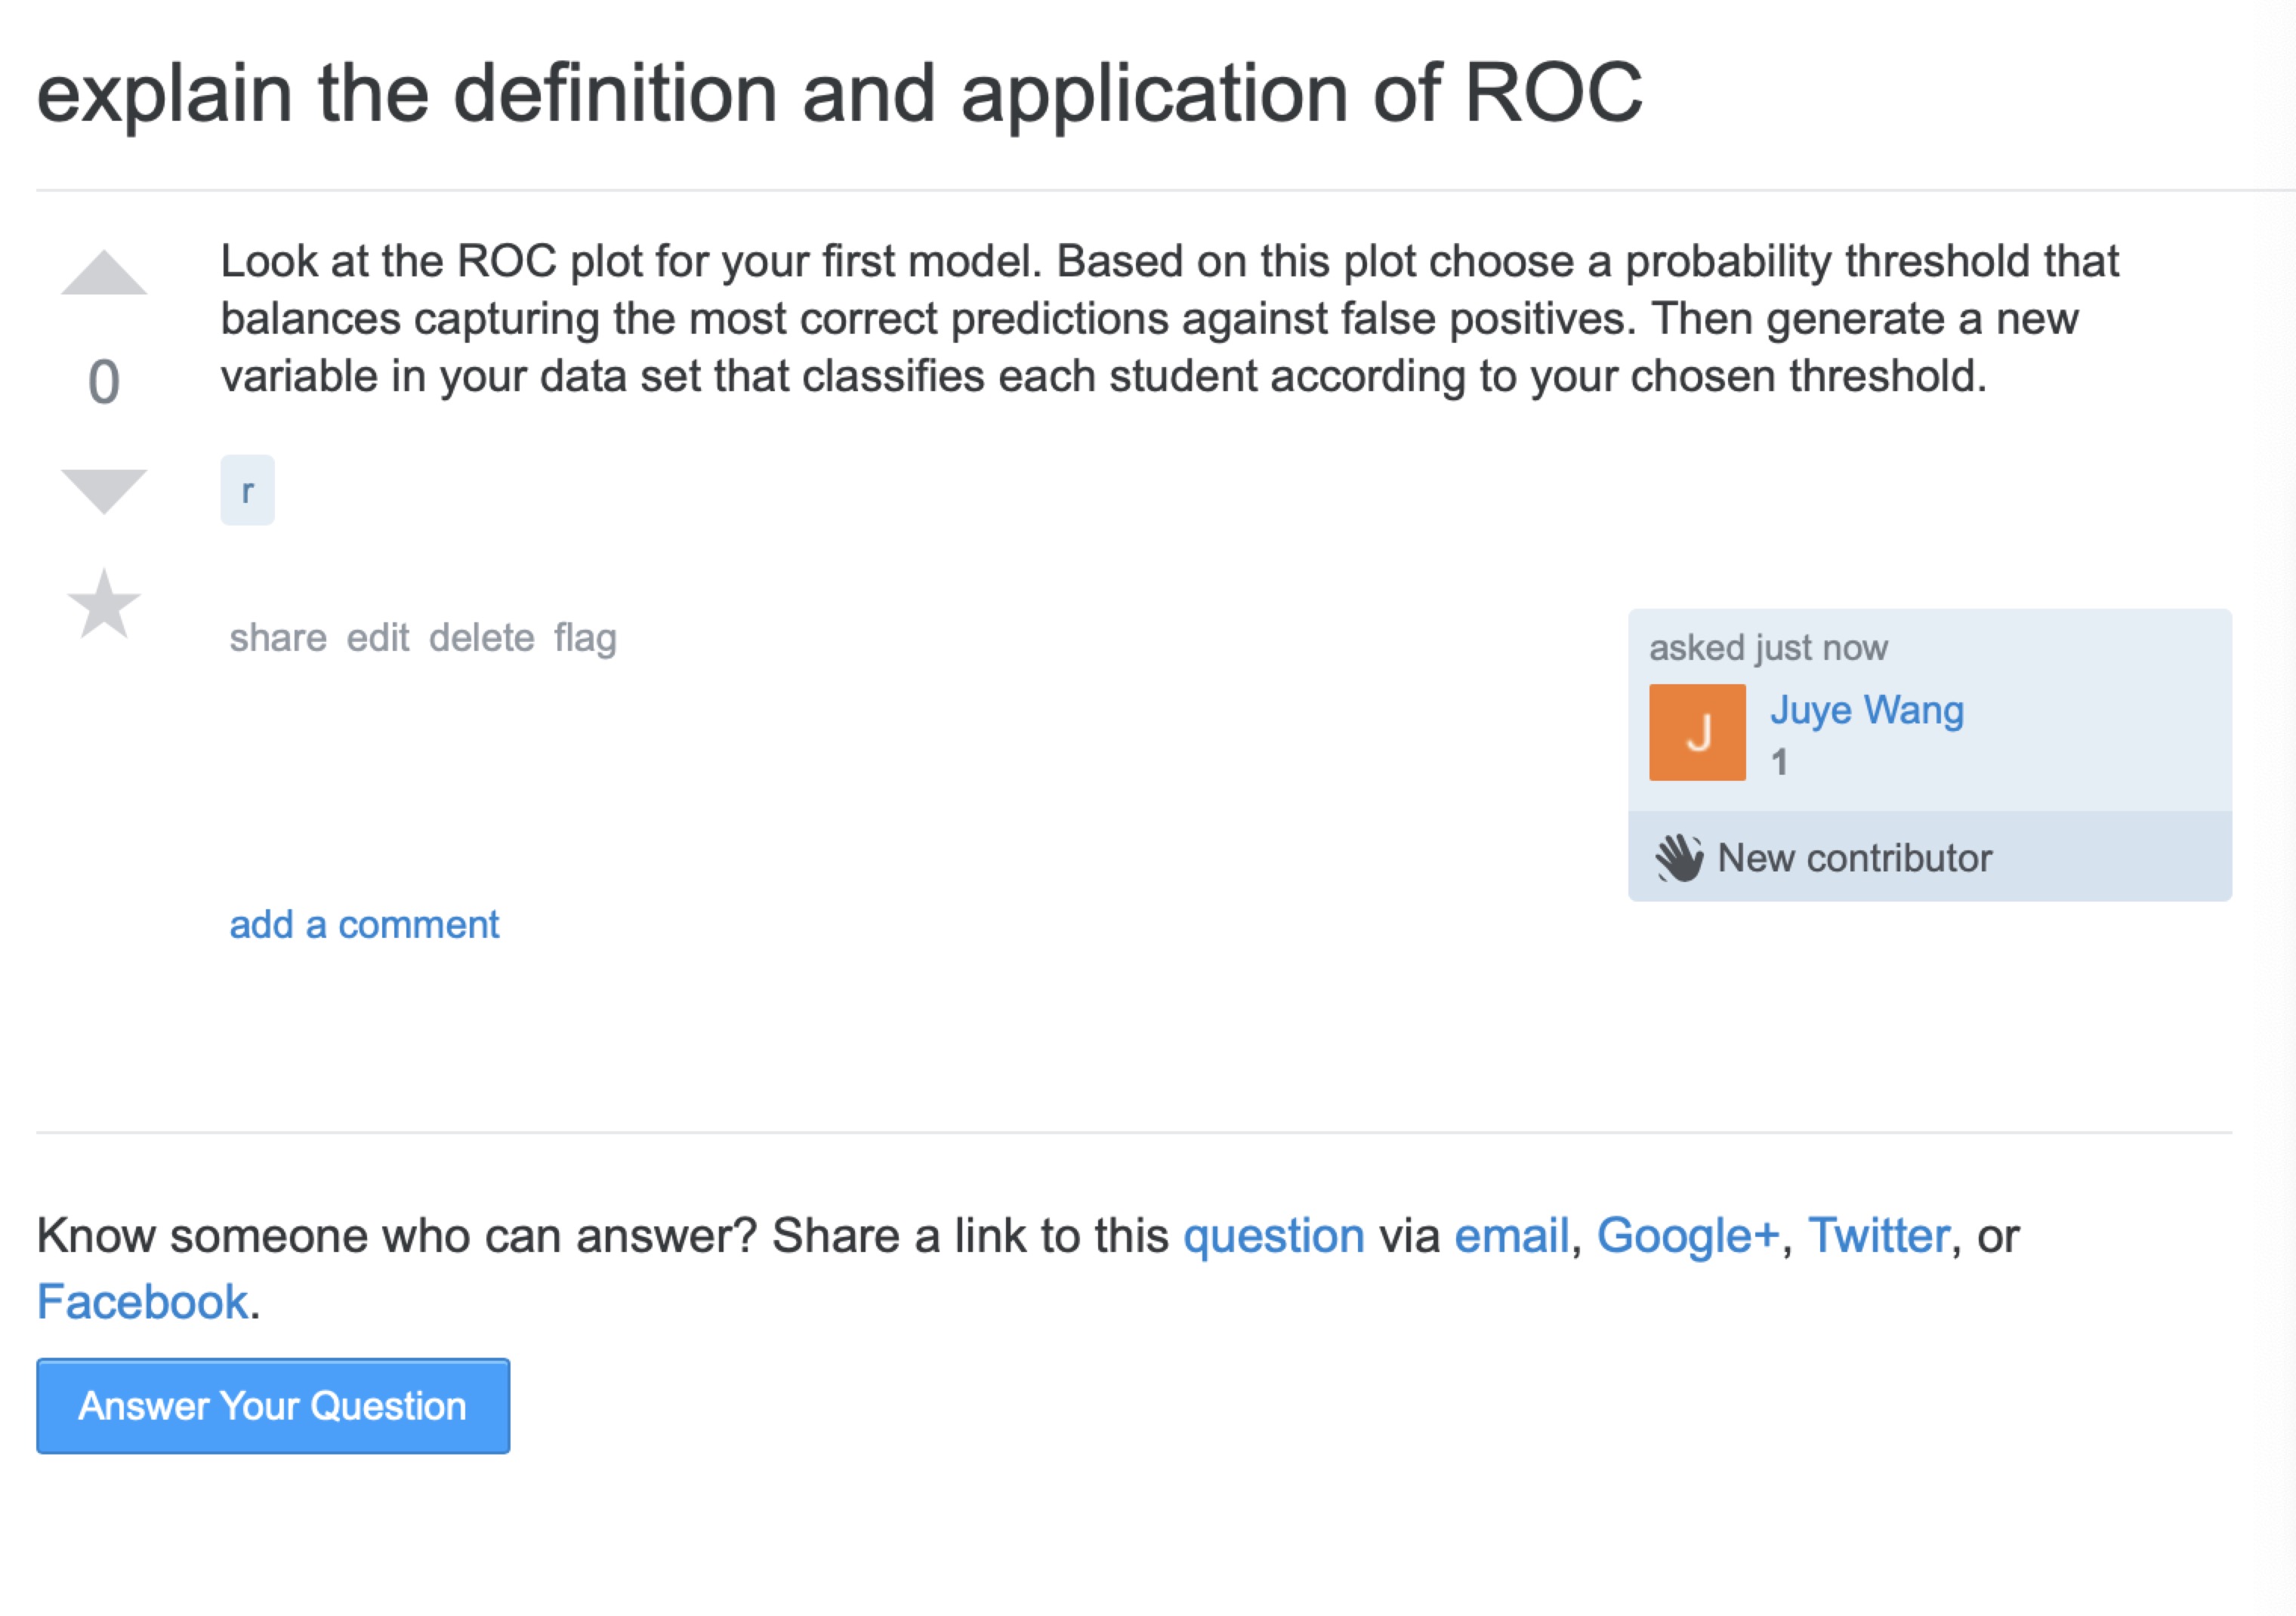 explain the definition and application of ROC
Look at the ROC plot for your first model. Based on this plot choose a probability threshold that
balances capturing the most correct predictions against false positives. Then generate a new
variable in your data set that classifies each student according to your chosen threshold.
0
r
share edit delete flag
asked just now
J
Juye Wang
1
New contributor
add a comment
Know someone who can answer? Share a link to this question via email, Google+, Twitter, or
Facebook.
Answer Your Question